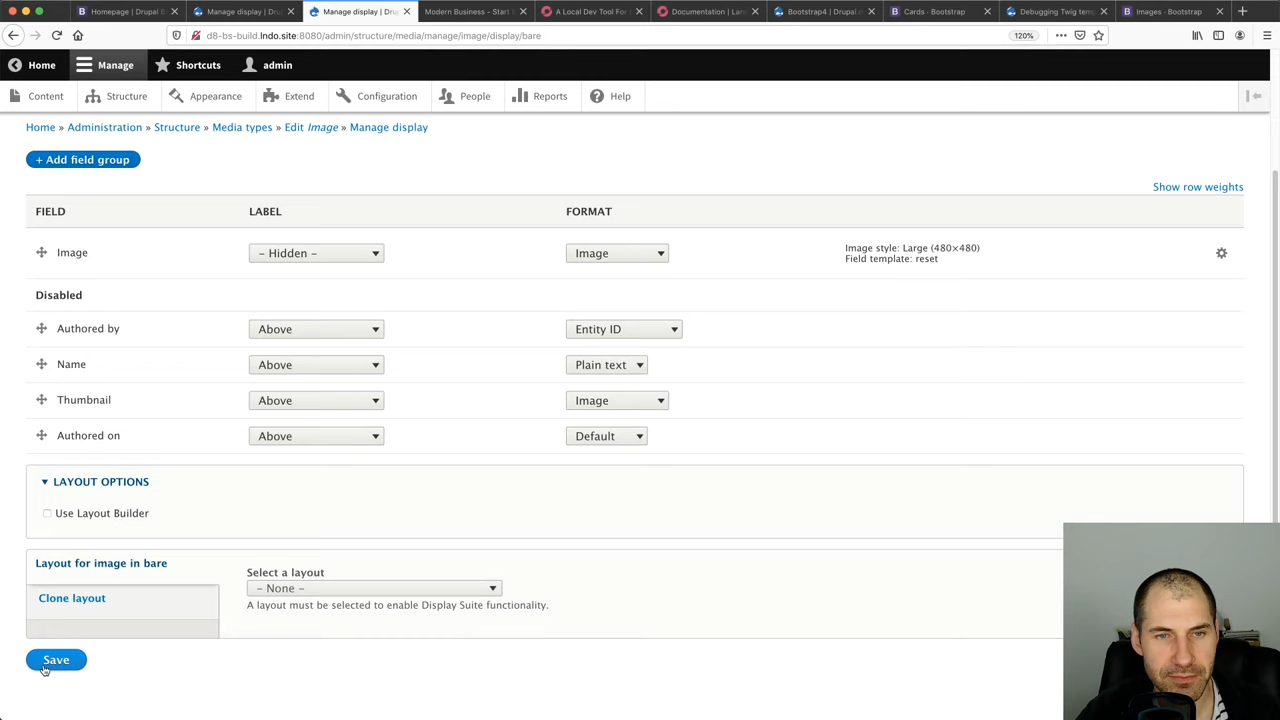 Homepage | Drupal B
Manage display | Dru
Manage display | Dru
Modern Business - Start B
A Local Dev Tool For
Documentation | Lan
Bootstrap4 | Drupal.o
Cards · Bootstrap
Debugging Twig tem
Images · Bootstrap
d8-bs-build.lndo.site:8080/admin/structure/media/manage/image/display/bare
120%
Home
Manage
Shortcuts
admin
Content
Structure
Appearance
Extend
Configuration
People
Reports
Help
Home » Administration » Structure » Media types » Edit Image » Manage display
+ Add field group
Show row weights
FIELD LABEL FORMAT
Image - Hidden - Image Image style: Large (480×480)
Field template: reset
Disabled
Authored by Above Entity ID
Name Above Plain text
Thumbnail Above Image
Authored on Above Default
▼ LAYOUT OPTIONS
Use Layout Builder
Layout for image in bare
Clone layout
Select a layout
- None -
A layout must be selected to enable Display Suite functionality.
Save